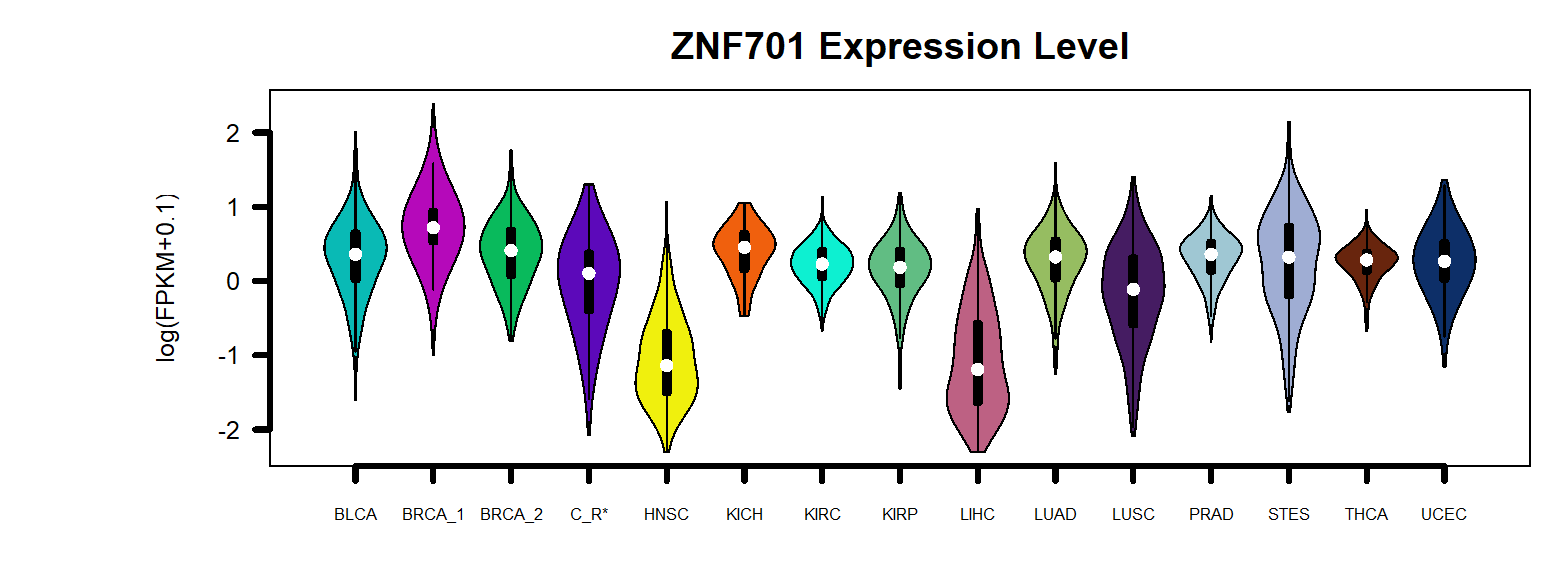 ZNF701 Expression Level
log(FPKM+0.1)
2
1
0
-1
-2
BLCA BRCA_1 BRCA_2 C_R* HNSC KICH KIRC KIRP LIHC LUAD LUSC PRAD STES THCA UCEC